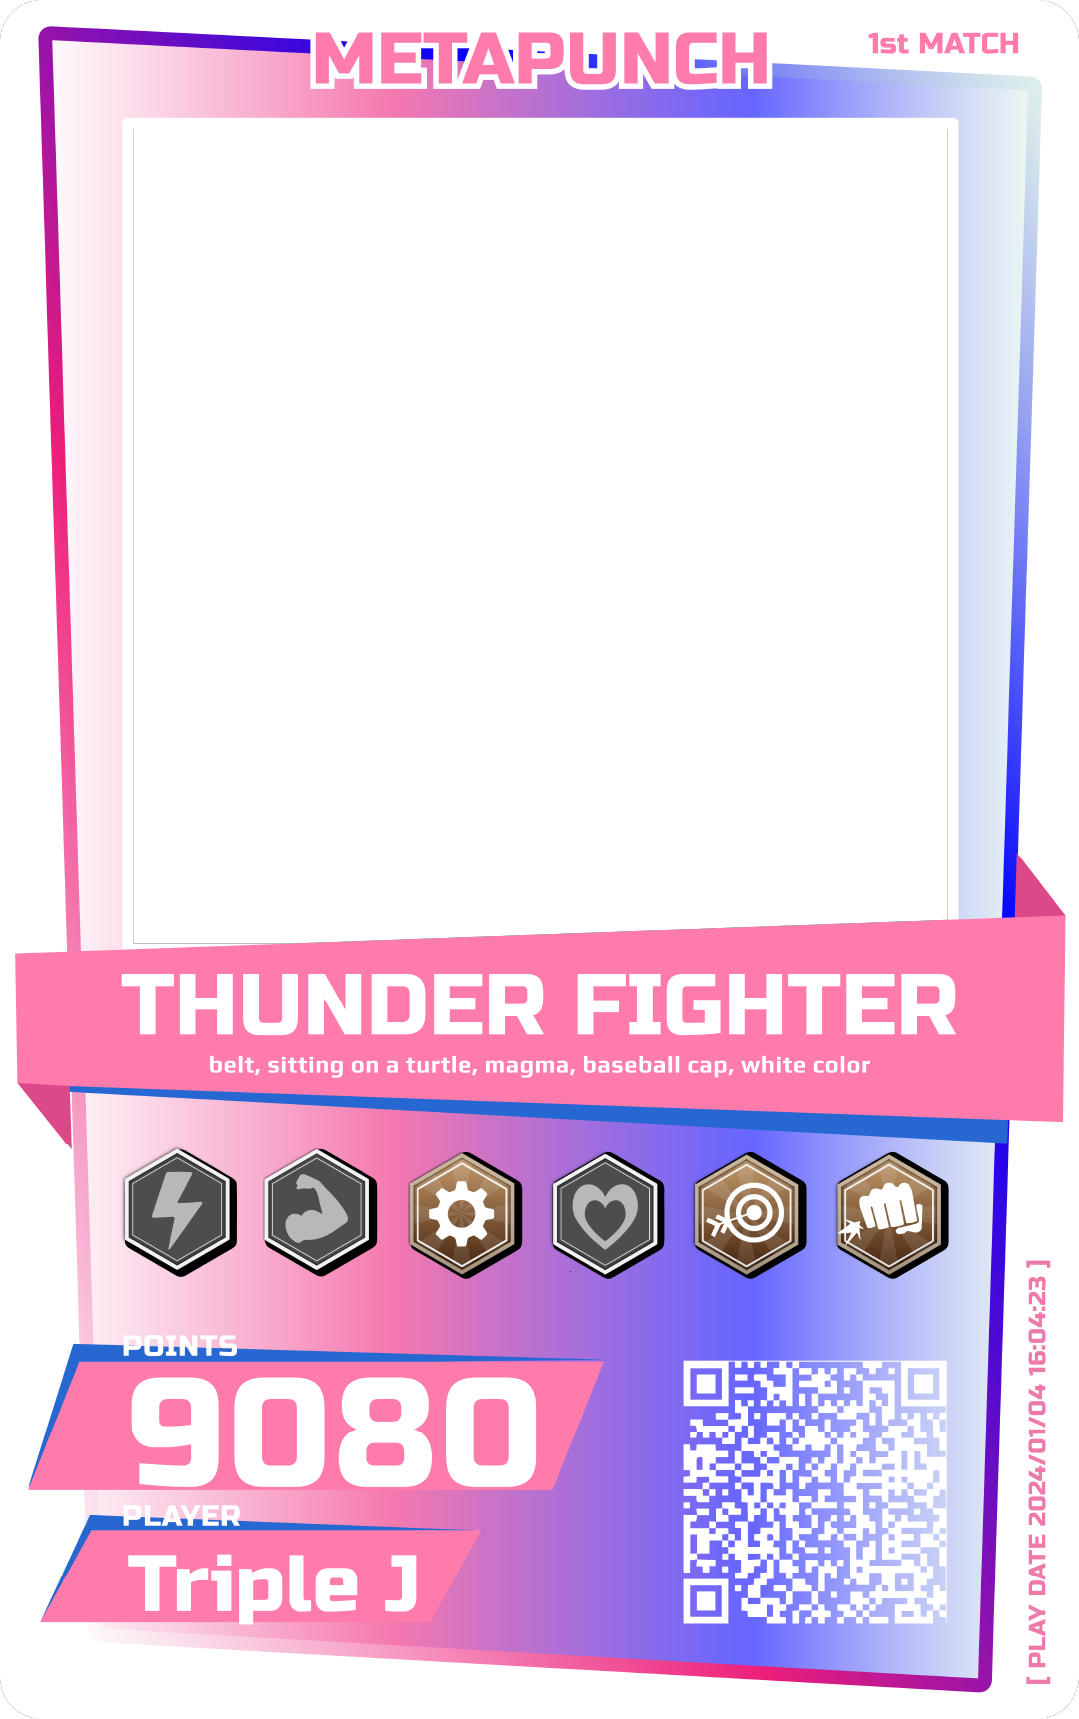 METAPUNCH
1st MATCH
THUNDER FIGHTER
belt, sitting on a turtle, magma, baseball cap, white color
POINTS
9080
PLAYER
Triple J
[ PLAY DATE 2024/01/04 16:04:23 ]